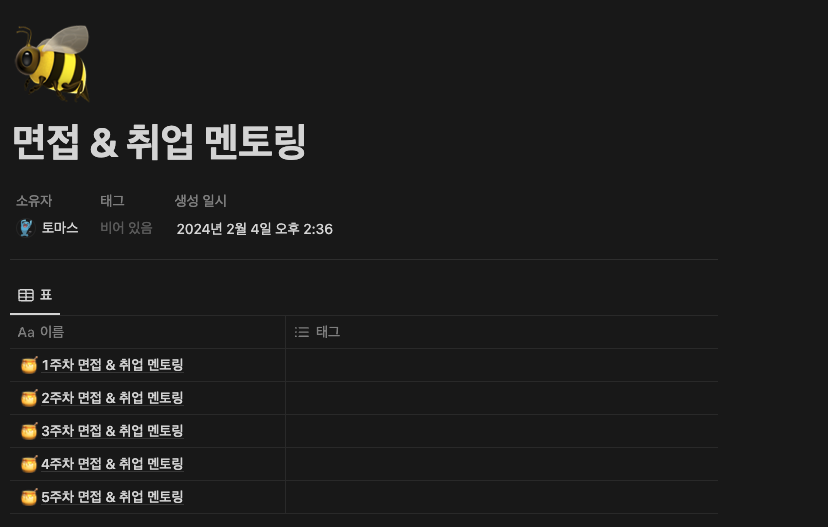 면접 & 취업 멘토링
소유자 태그 생성 일시
토마스 비어 있음 2024년 2월 4일 오후 2:36
표
Aa 이름 태그
1주차 면접 & 취업 멘토링
2주차 면접 & 취업 멘토링
3주차 면접 & 취업 멘토링
4주차 면접 & 취업 멘토링
5주차 면접 & 취업 멘토링